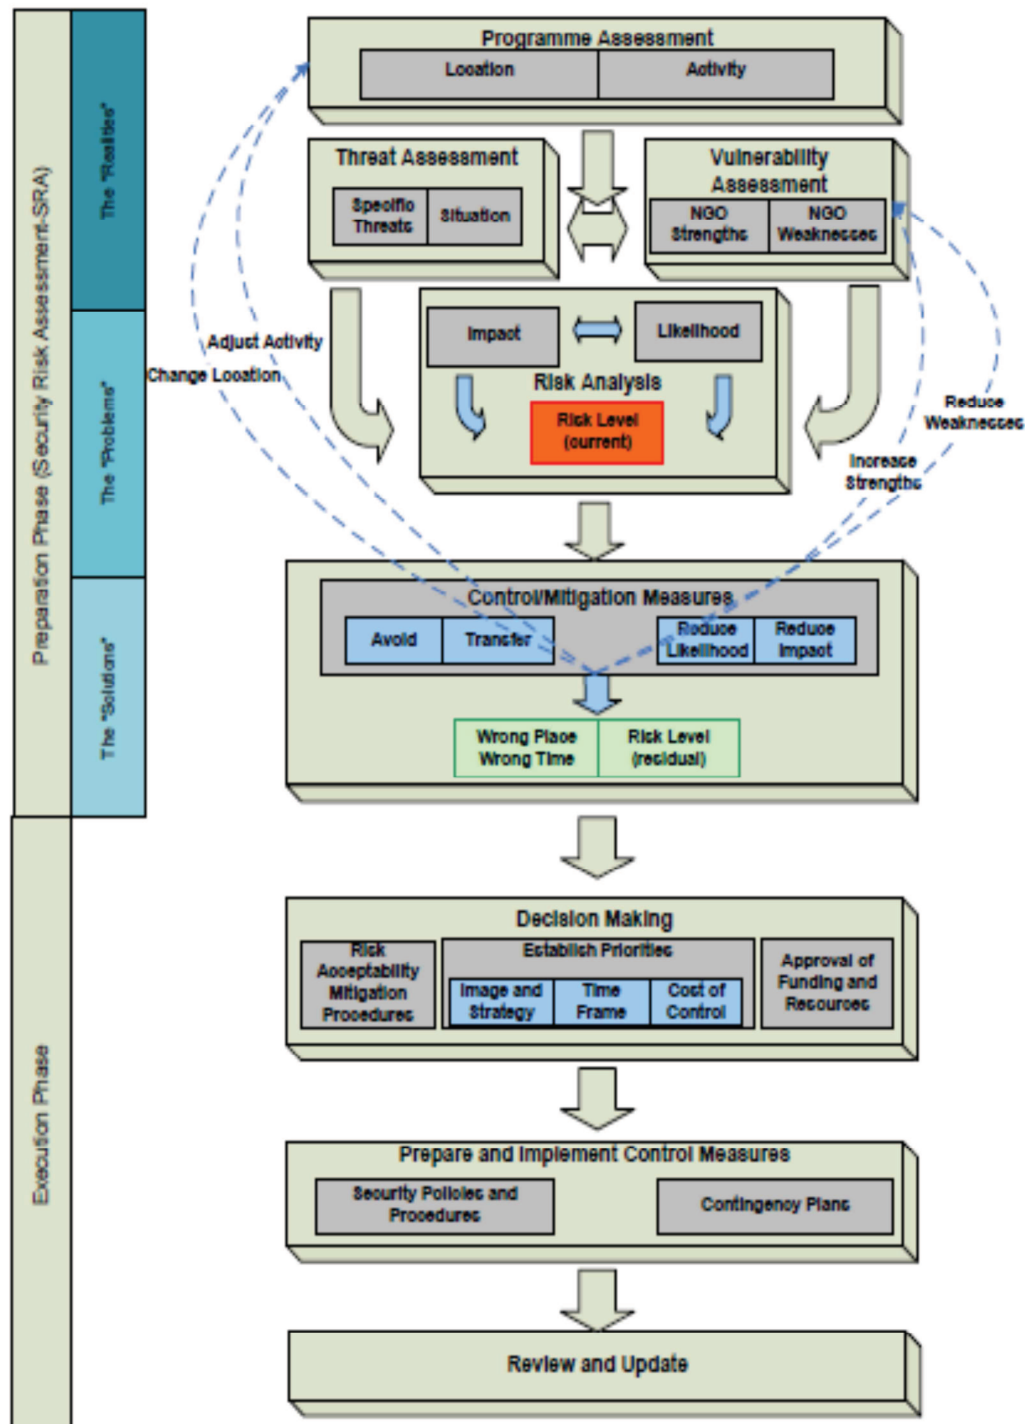 Preparation Phase (Security Risk Assessment-SRA)
The "Realities"
The "Problems"
The "Solutions"
Execution Phase
Programme Assessment
Location
Activity
Threat Assessment
Specific
Threats
Situation
Vulnerability
Assessment
NGO
Strengths
NGO
Weaknesses
Adjust Activity
Change Location
Impact
Likelihood
Risk Analysis
Risk Level
(current)
Reduce
Weaknesses
Increase
Strengths
Control/Mitigation Measures
Avoid
Transfer
Reduce
Likelihood
Reduce
Impact
Wrong Place
Wrong Time
Risk Level
(residual)
Decision Making
Risk
Acceptability
Mitigation
Procedures
Establish Priorities
Image and
Strategy
Time
Frame
Cost of
Control
Approval of
Funding and
Resources
Prepare and Implement Control Measures
Security Policies and
Procedures
Contingency Plans
Review and Update